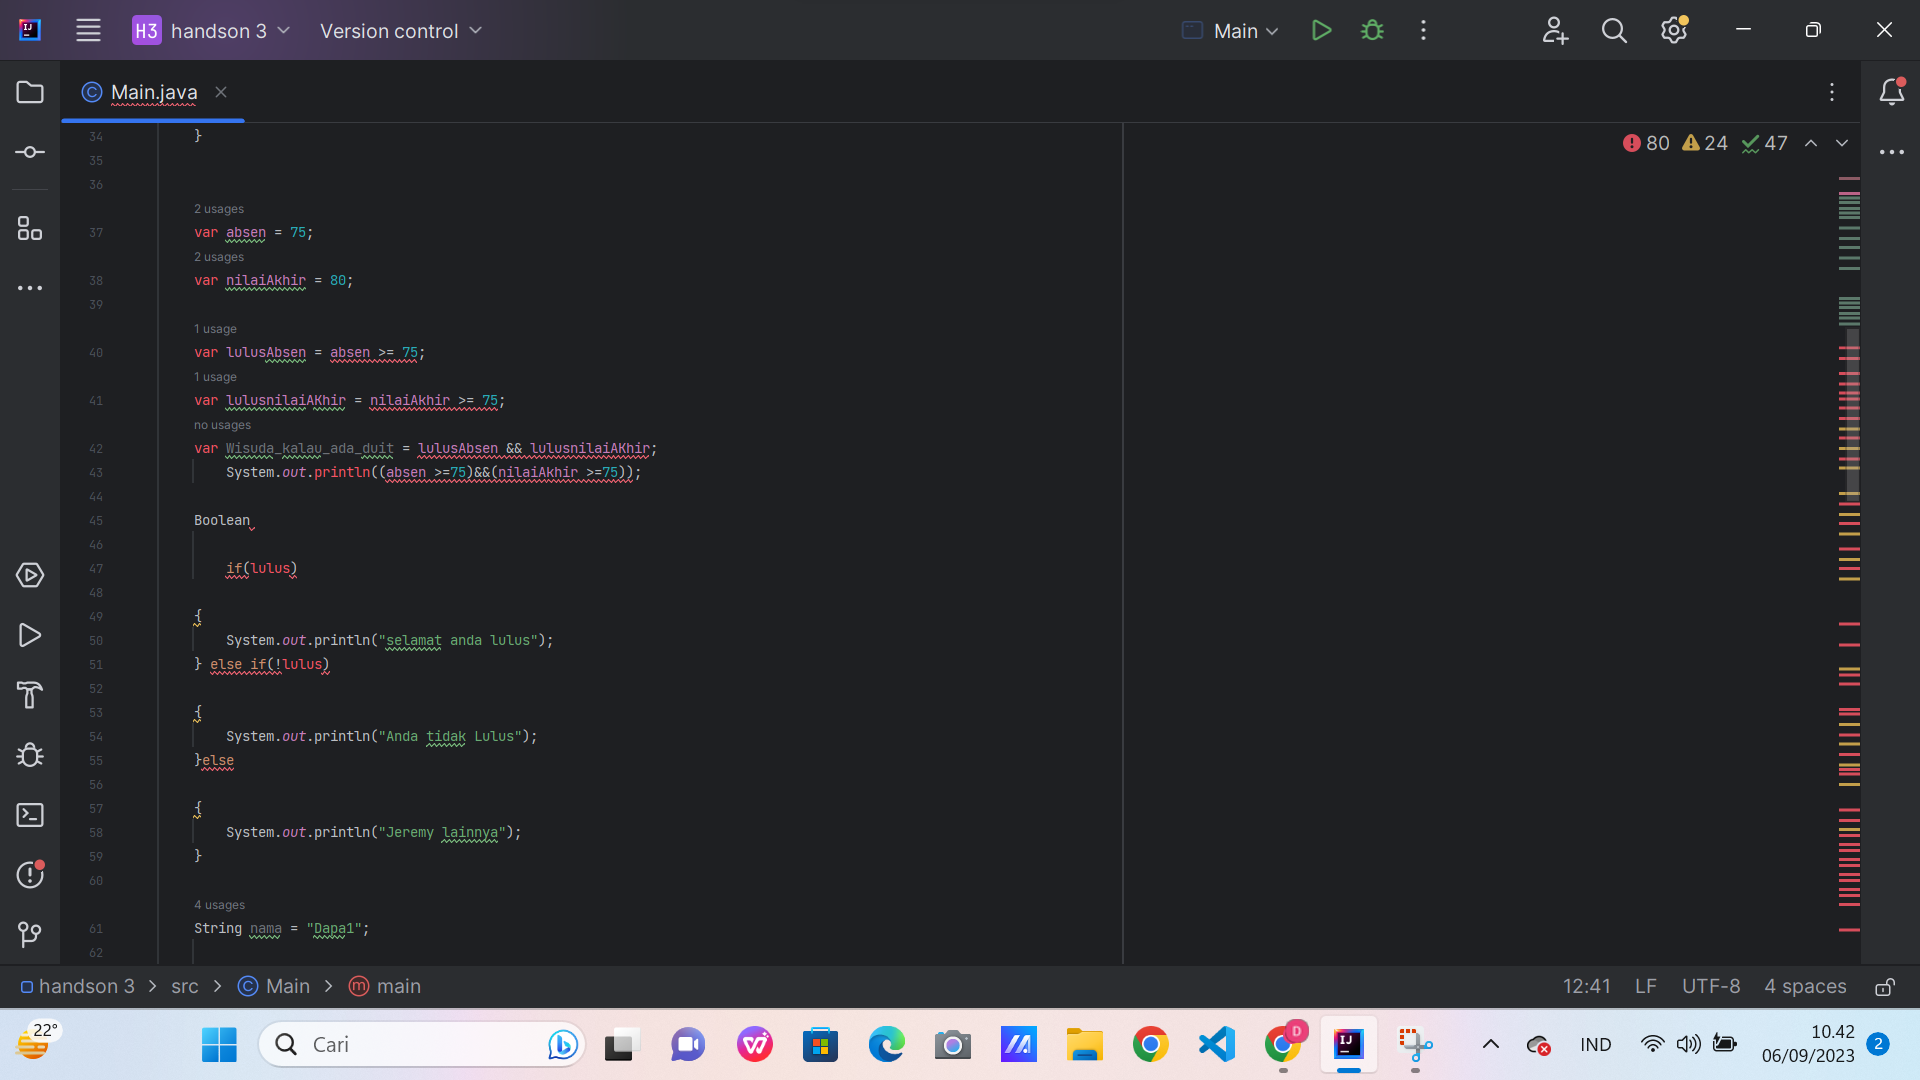 H3 handson 3 Version control Main
Main.java
80 24 47
34 }
35
36
2 usages
37 var absen = 75;
2 usages
38 var nilaiAkhir = 80;
39
1 usage
40 var lulusAbsen = absen >= 75;
1 usage
41 var lulusnilaiAKhir = nilaiAkhir >= 75;
no usages
42 var Wisuda_kalau_ada_duit = lulusAbsen && lulusnilaiAKhir;
43 System.out.println((absen >=75)&&(nilaiAkhir >=75));
44
45 Boolean
46
47 if(lulus)
48
49 {
50 System.out.println("selamat anda lulus");
51 } else if(!lulus)
52
53 {
54 System.out.println("Anda tidak Lulus");
55 }else
56
57 {
58 System.out.println("Jeremy lainnya");
59 }
60
4 usages
61 String nama = "Dapa1";
62
handson 3 > src > Main > main 12:41 LF UTF-8 4 spaces
22° Cari IND 10.42
06/09/2023 2